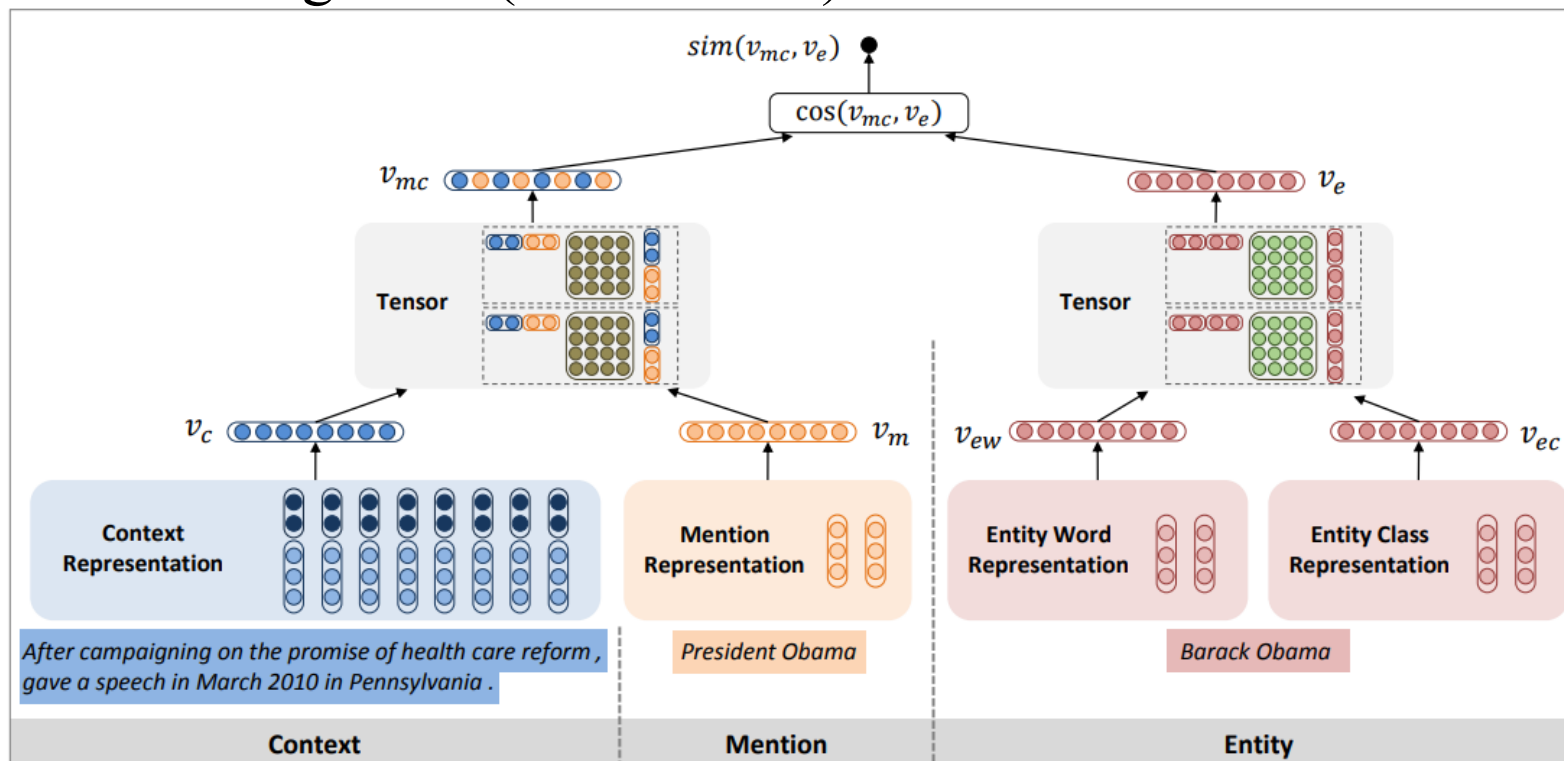 sim(v_mc, v_e)
cos(v_mc, v_e)
v_mc
v_e
Tensor
Tensor
v_c
v_m
v_ew
v_ec
Context
Representation
Mention
Representation
Entity Word
Representation
Entity Class
Representation
After campaigning on the promise of health care reform ,
gave a speech in March 2010 in Pennsylvania .
President Obama
Barack Obama
Context
Mention
Entity